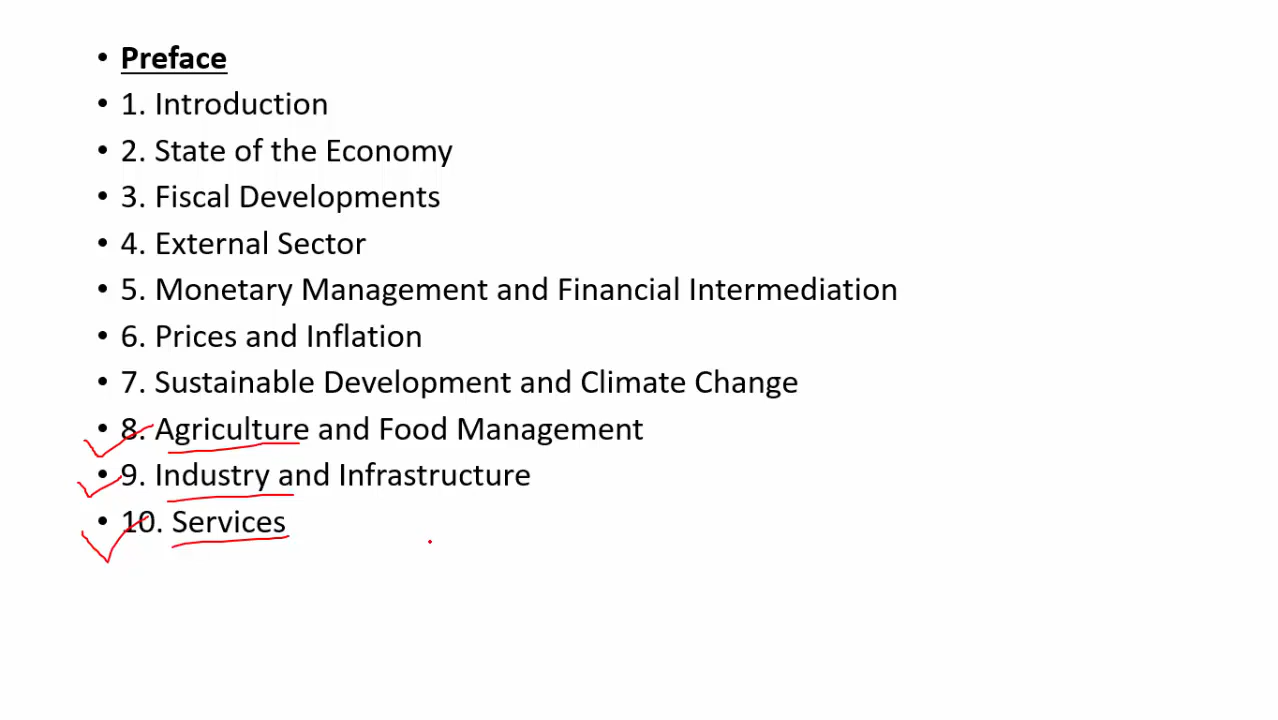 • Preface
• 1. Introduction
• 2. State of the Economy
• 3. Fiscal Developments
• 4. External Sector
• 5. Monetary Management and Financial Intermediation
• 6. Prices and Inflation
• 7. Sustainable Development and Climate Change
• 8. Agriculture and Food Management
• 9. Industry and Infrastructure
• 10. Services